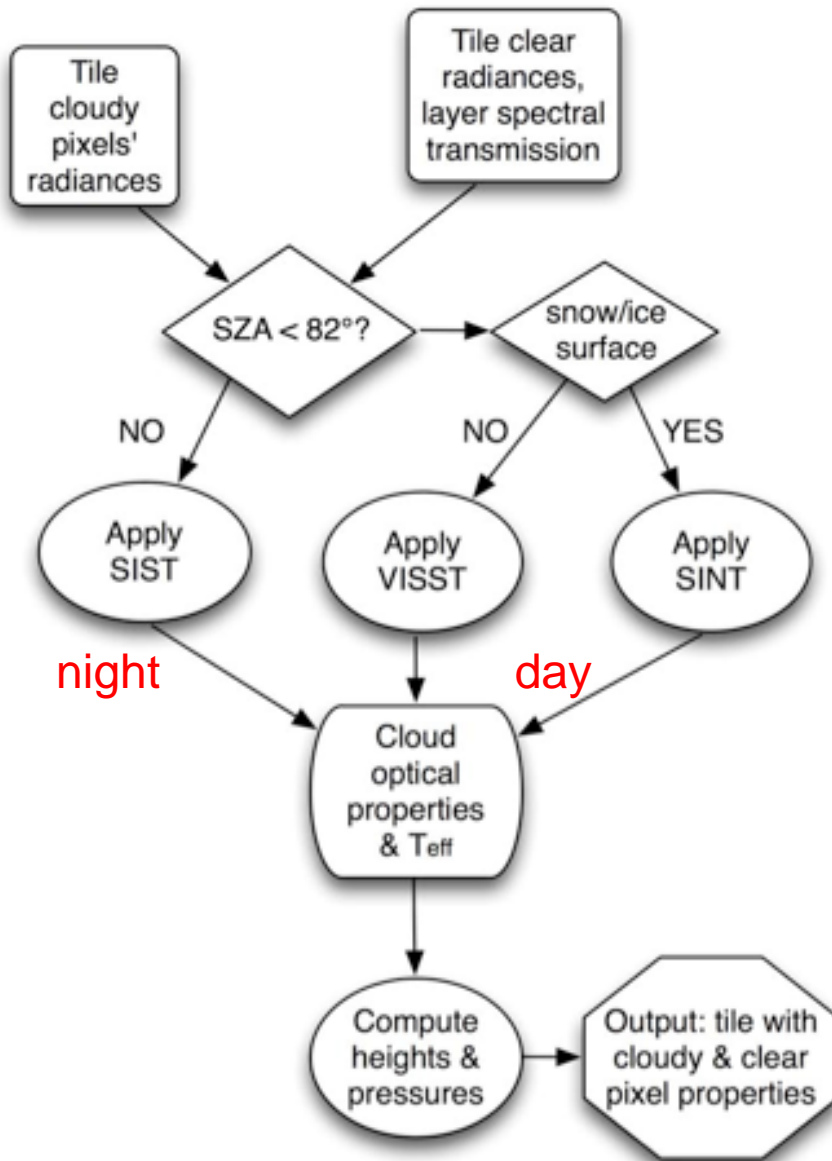 Tile
cloudy
pixels'
radiances
Tile clear
radiances,
layer spectral
transmission
SZA < 82°?
snow/ice
surface
NO
NO
YES
Apply
SIST
Apply
VISST
Apply
SINT
night
day
Cloud
optical
properties
& Teff
Compute
heights &
pressures
Output: tile with
cloudy & clear
pixel properties